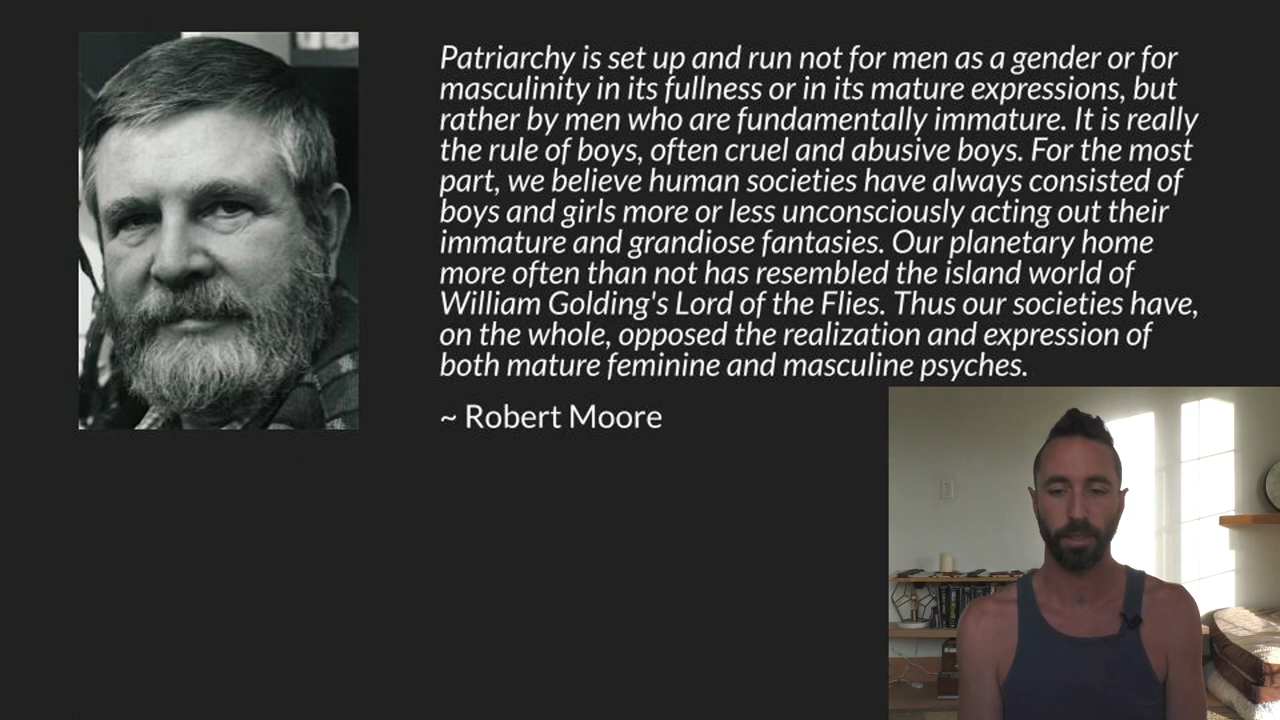 Patriarchy is set up and run not for men as a gender or for
masculinity in its fullness or in its mature expressions, but
rather by men who are fundamentally immature. It is really
the rule of boys, often cruel and abusive boys. For the most
part, we believe human societies have always consisted of
boys and girls more or less unconsciously acting out their
immature and grandiose fantasies. Our planetary home
more often than not has resembled the island world of
William Golding's Lord of the Flies. Thus our societies have,
on the whole, opposed the realization and expression of
both mature feminine and masculine psyches.
~ Robert Moore